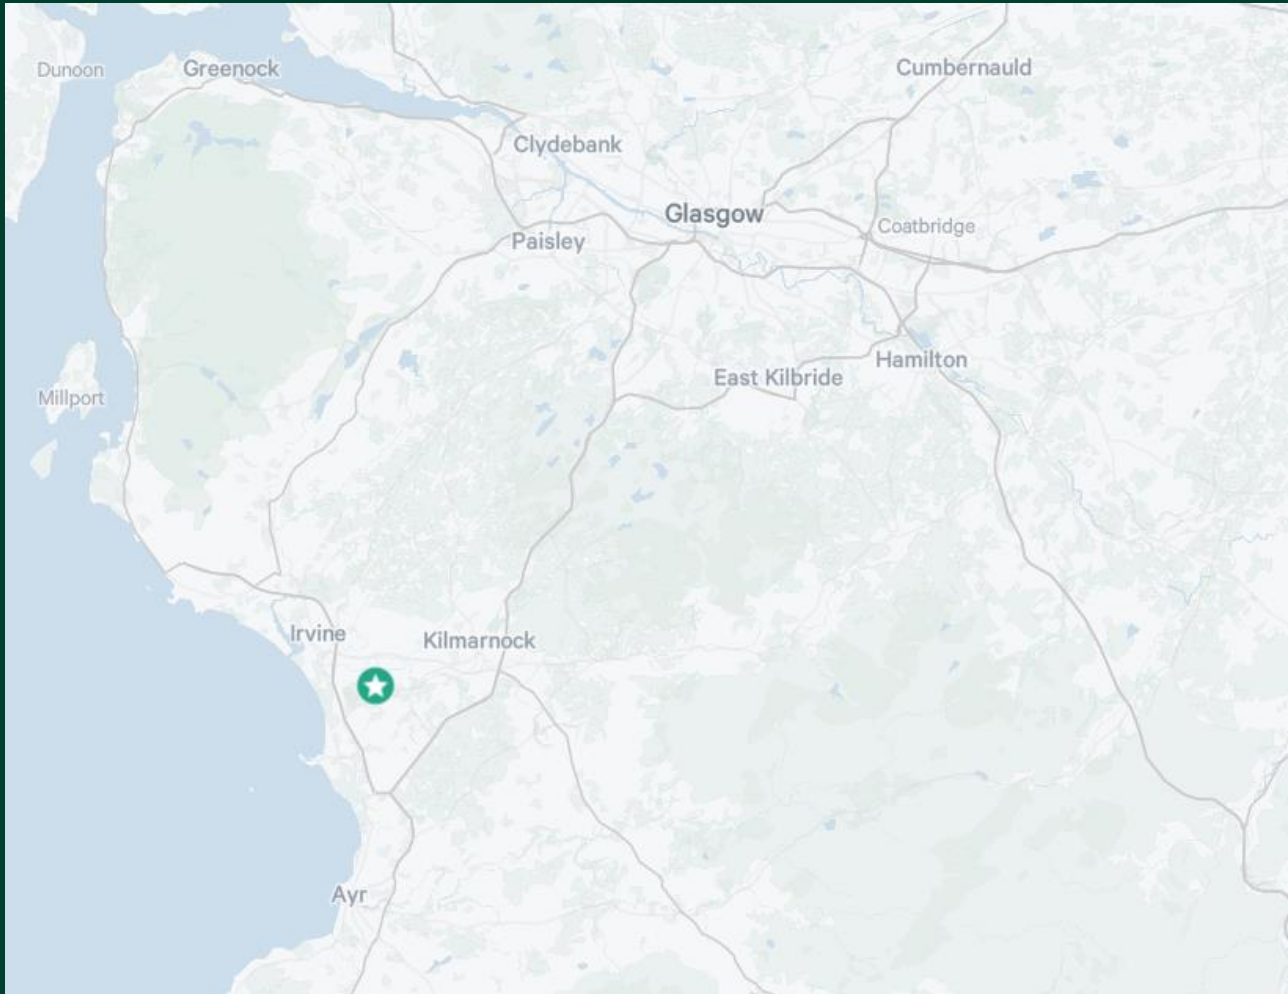 Dunoon
Greenock
Cumbernauld
Clydebank
Glasgow
Coatbridge
Paisley
Hamilton
East Kilbride
Millport
Irvine
Kilmarnock
Ayr